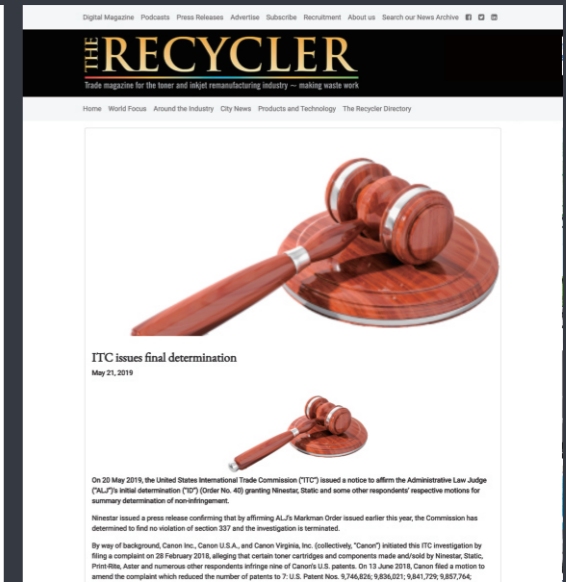 Digital Magazine Podcasts Press Releases Advertise Subscribe Recruitment About us Search our News Archive
THE RECYCLER
Trade magazine for the toner and inkjet remanufacturing industry — making waste work
Home World Focus Around the Industry City News Products and Technology The Recycler Directory
ITC issues final determination
May 21, 2019
On 20 May 2019, the United States International Trade Commission ("ITC") issued a notice to affirm the Administrative Law Judge
("ALJ")'s initial determination ("ID") (Order No. 40) granting Ninestar, Static and some other respondents' respective motions for
summary determination of non-infringement.
Ninestar issued a press release confirming that by affirming ALJ's Markman Order issued earlier this year, the Commission has
determined to find no violation of section 337 and the investigation is terminated.
By way of background, Canon Inc., Canon U.S.A., and Canon Virginia, Inc. (collectively, "Canon") initiated this ITC investigation by
filing a complaint on 28 February 2018, alleging that certain toner cartridges and components made and/sold by Ninestar, Static,
Print-Rite, Aster and numerous other respondents infringe nine of Canon's U.S. patents. On 13 June 2018, Canon filed a motion to
amend the complaint which reduced the number of patents to 7: U.S. Patent Nos. 9,746,826; 9,836,021; 9,841,729; 9,857,764;